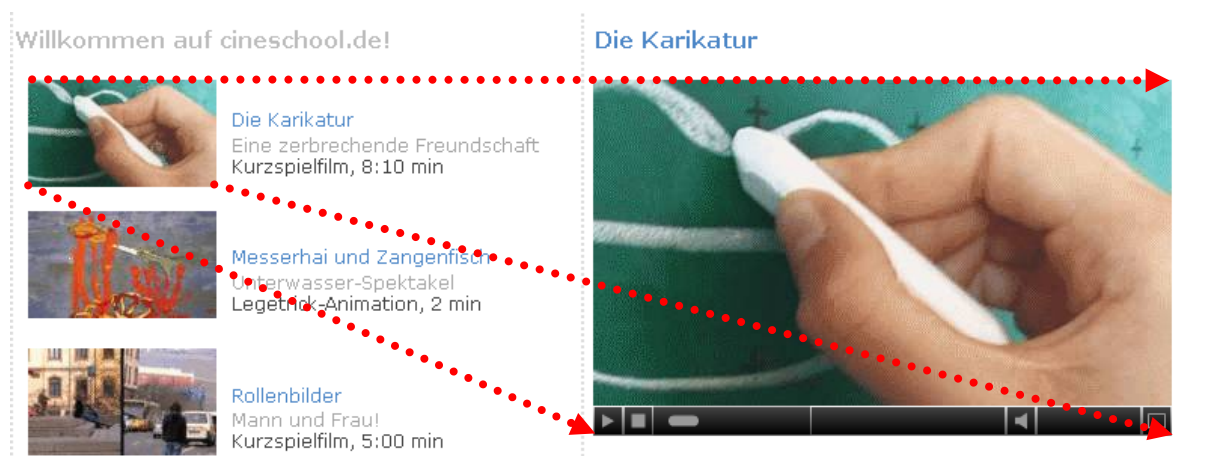 Willkommen auf cineschool.de!
Die Karikatur
Eine zerbrechende Freundschaft
Kurzspielfilm, 8:10 min
Messerhai und Zangenfisch
Unterwasser-Spektakel
Legetrick-Animation, 2 min
Rollenbilder
Mann und Frau!
Kurzspielfilm, 5:00 min
Die Karikatur